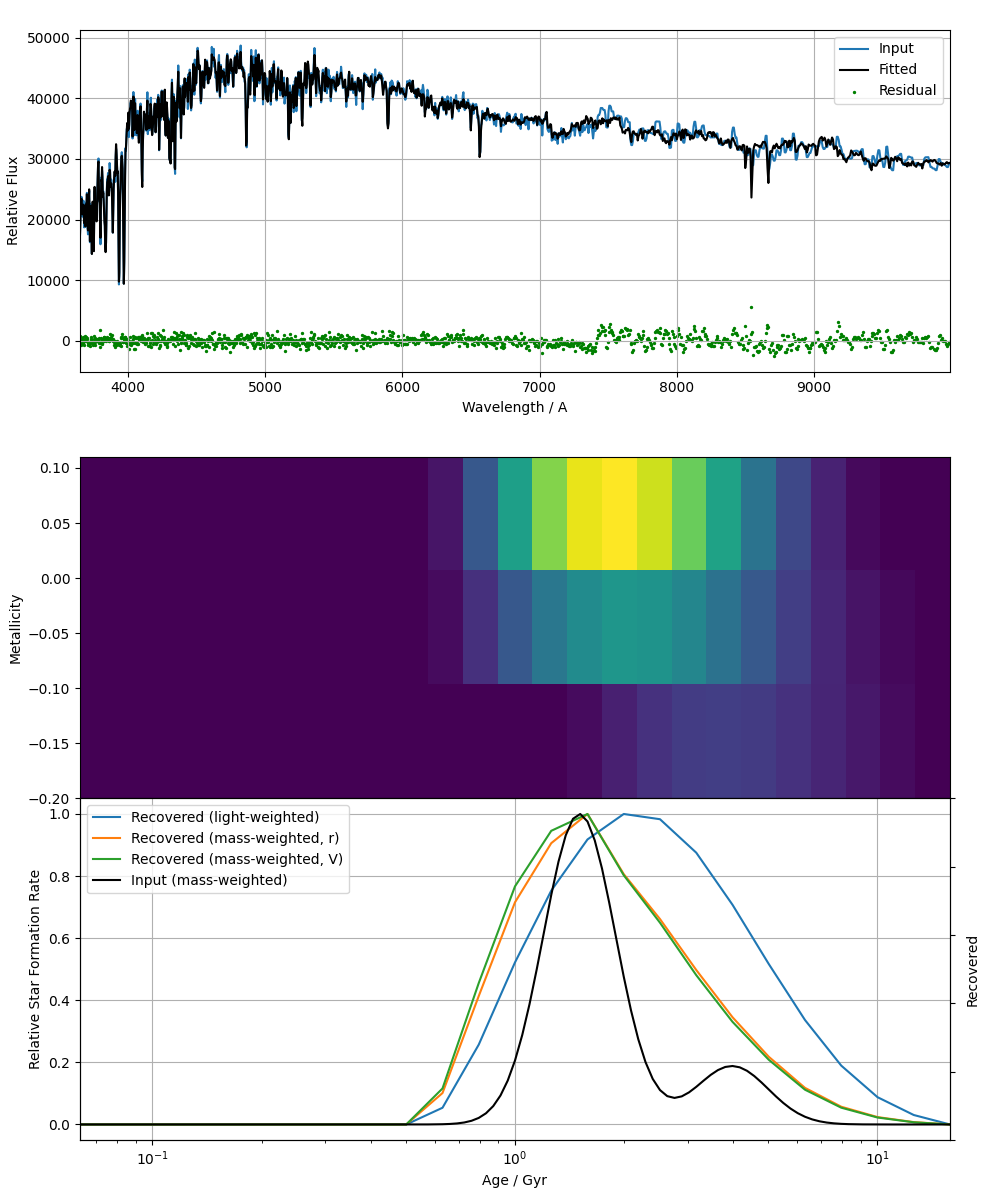 50000
40000
30000
20000
10000
0
Relative Flux
Input
Fitted
Residual
4000
5000
6000
7000
8000
9000
Wavelength / A
0.10
0.05
0.00
−0.05
−0.10
−0.15
−0.20
Metallicity
1.0
0.8
0.6
0.4
0.2
0.0
Relative Star Formation Rate
Recovered (light-weighted)
Recovered (mass-weighted, r)
Recovered (mass-weighted, V)
Input (mass-weighted)
Recovered
10⁻¹
10⁰
10¹
Age / Gyr